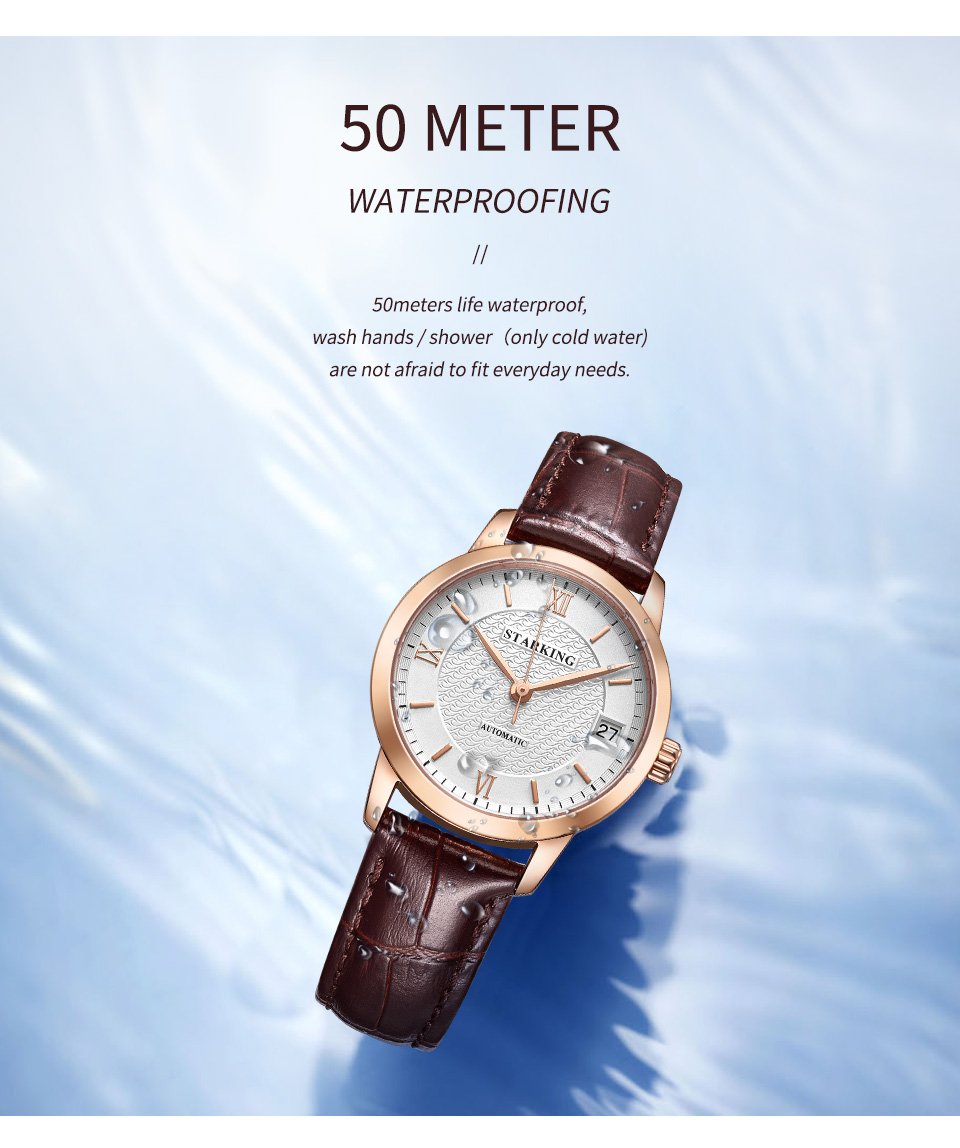 50 METER
WATERPROOFING
//
50meters life waterproof,
wash hands / shower（only cold water)
are not afraid to fit everyday needs.
XII
STARKING
IX
27
AUTOMATIC
VI